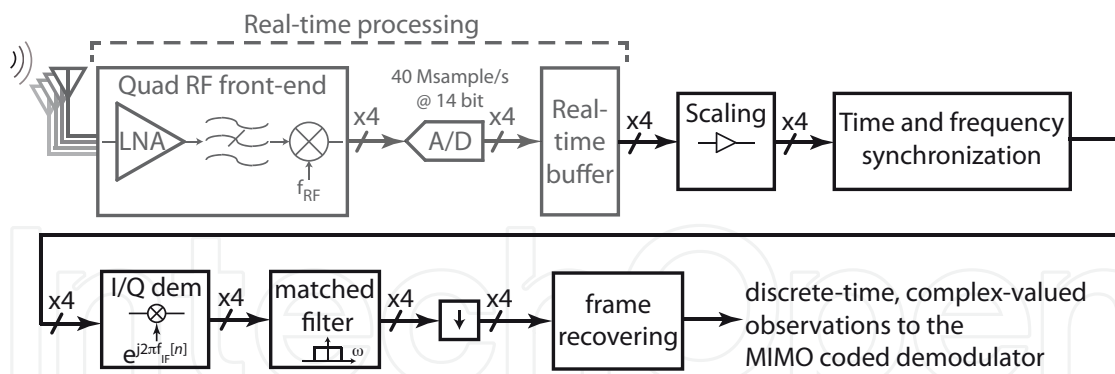 Real-time processing
Quad RF front-end
LNA
f_RF
x4
40 Msample/s
@ 14 bit
A/D
x4
Real-
time
buffer
x4
Scaling
x4
Time and frequency
synchronization
x4
I/Q dem
e^j2πf_IF[n]
x4
matched
filter
ω
x4
x4
frame
recovering
discrete-time, complex-valued
observations to the
MIMO coded demodulator
IntechOpen